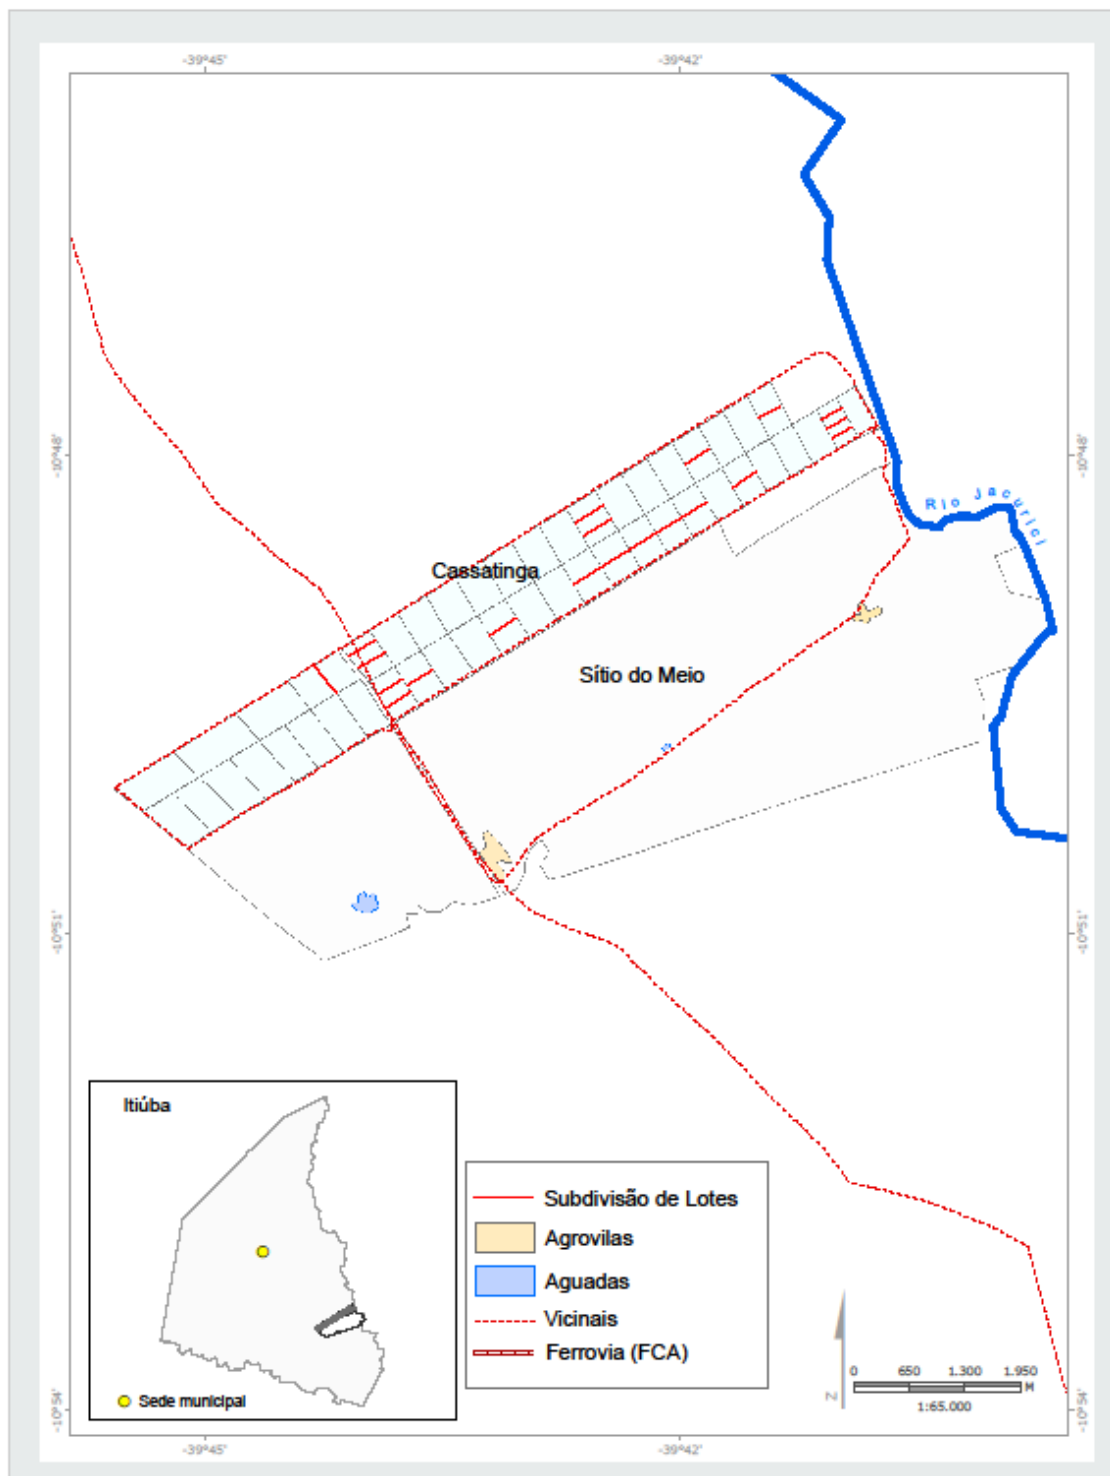 -39°45'
-39°42'
-10°48'
-10°48'
Rio Jacurici
Cassatinga
Sítio do Meio
-10°51'
-10°51'
Itiúba
Sede municipal
Subdivisão de Lotes
Agrovilas
Aguadas
Vicinais
Ferrovia (FCA)
N
0 650 1.300 1.950
M
1:65.000
-10°54'
-10°54'
-39°45'
-39°42'